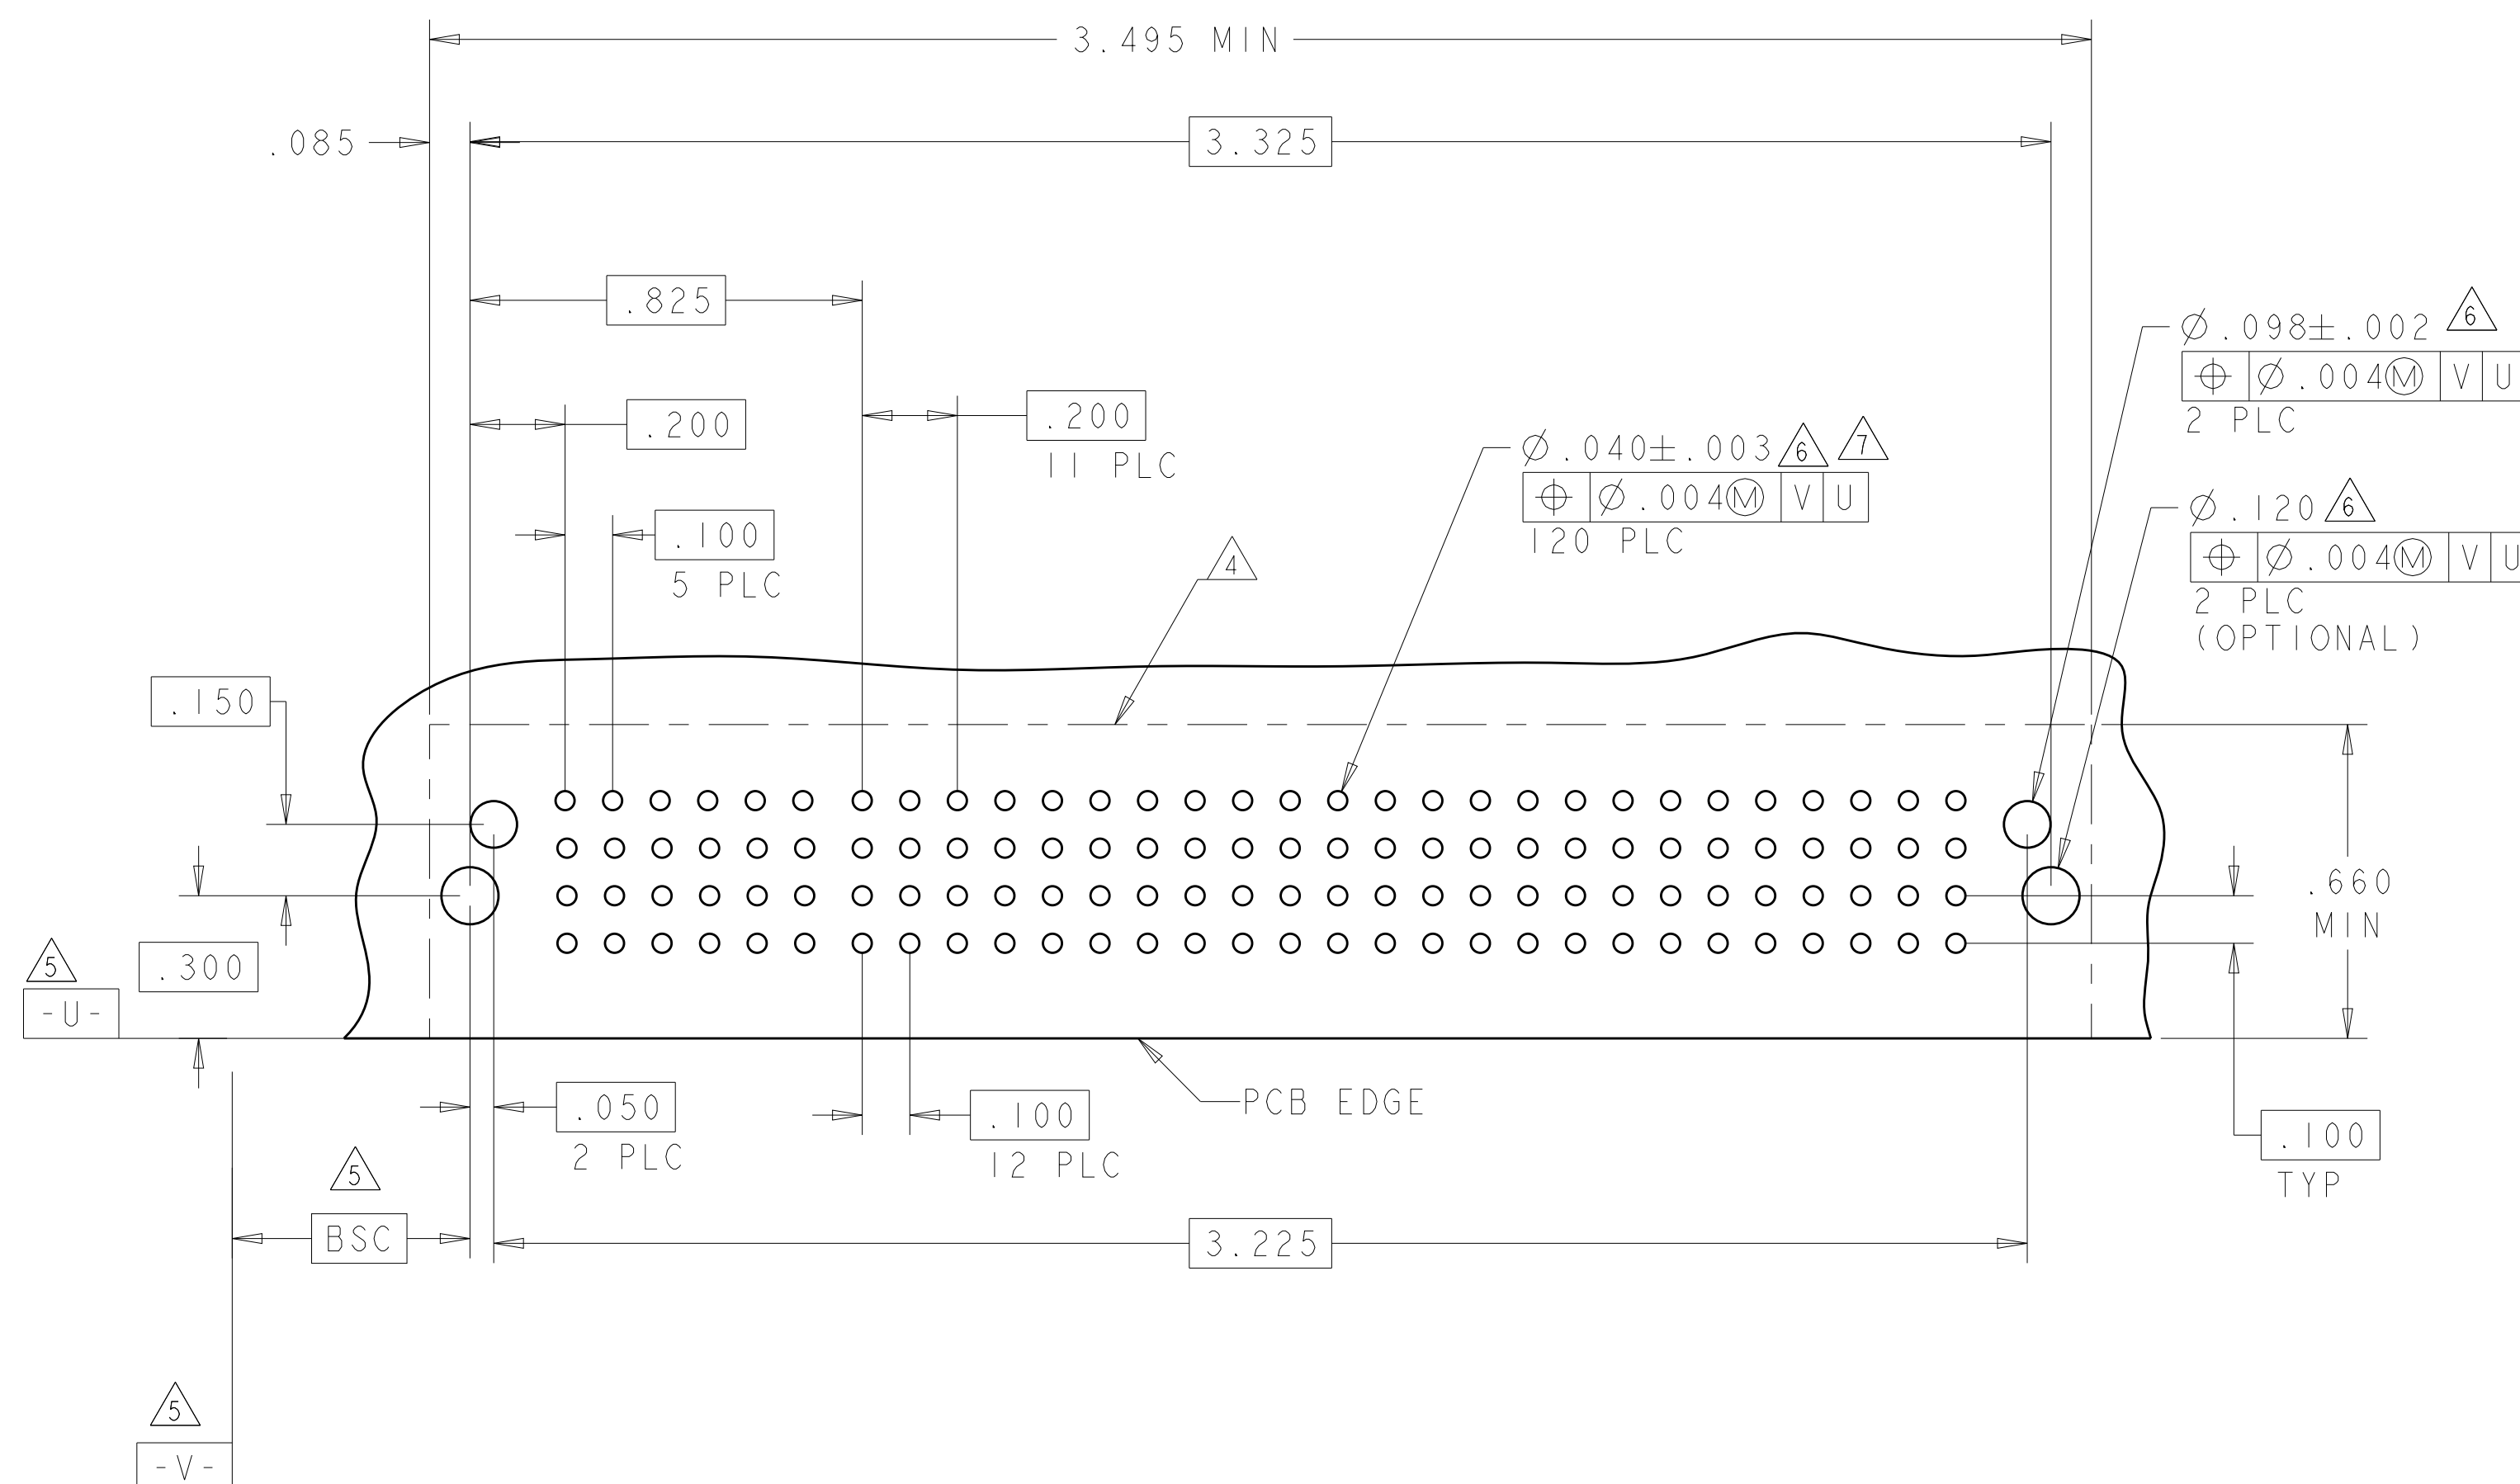 3.495 MIN
.085
3.325
.825
6
⌀.098±.002
⌀.004Ⓜ V U
2 PLC
.200
.200
11 PLC
⌀.040±.003 6 7
⌀.004Ⓜ V U
120 PLC
⌀.120 6
⌀.004Ⓜ V U
2 PLC
(OPTIONAL)
.100
5 PLC
4
.150
.660
MIN
5
.300
-U-
.050
2 PLC
.100
12 PLC
PCB EDGE
.100
TYP
5
BSC
3.225
5
-V-